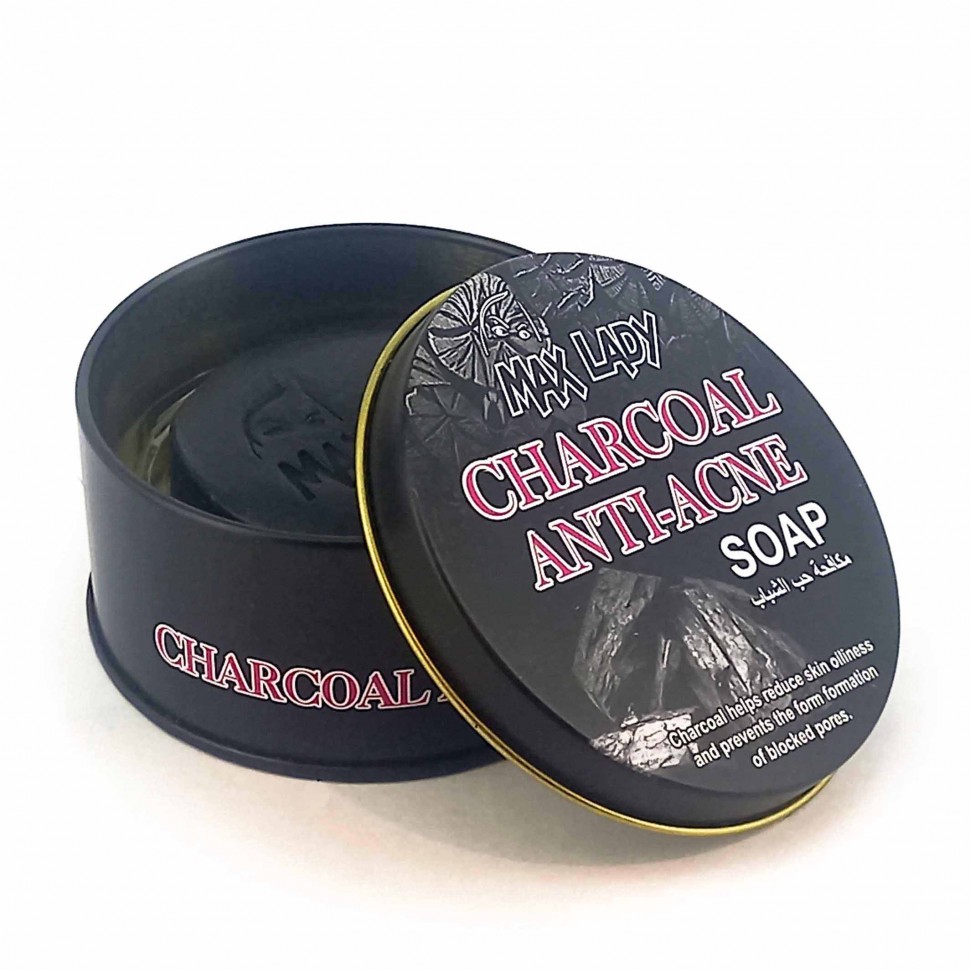 MAX LADY
CHARCOAL
ANTI-ACNE
SOAP
مكافحة حب الشباب
Charcoal helps reduce skin oiliness
and prevents the form formation
of blocked pores.
CHARCOAL